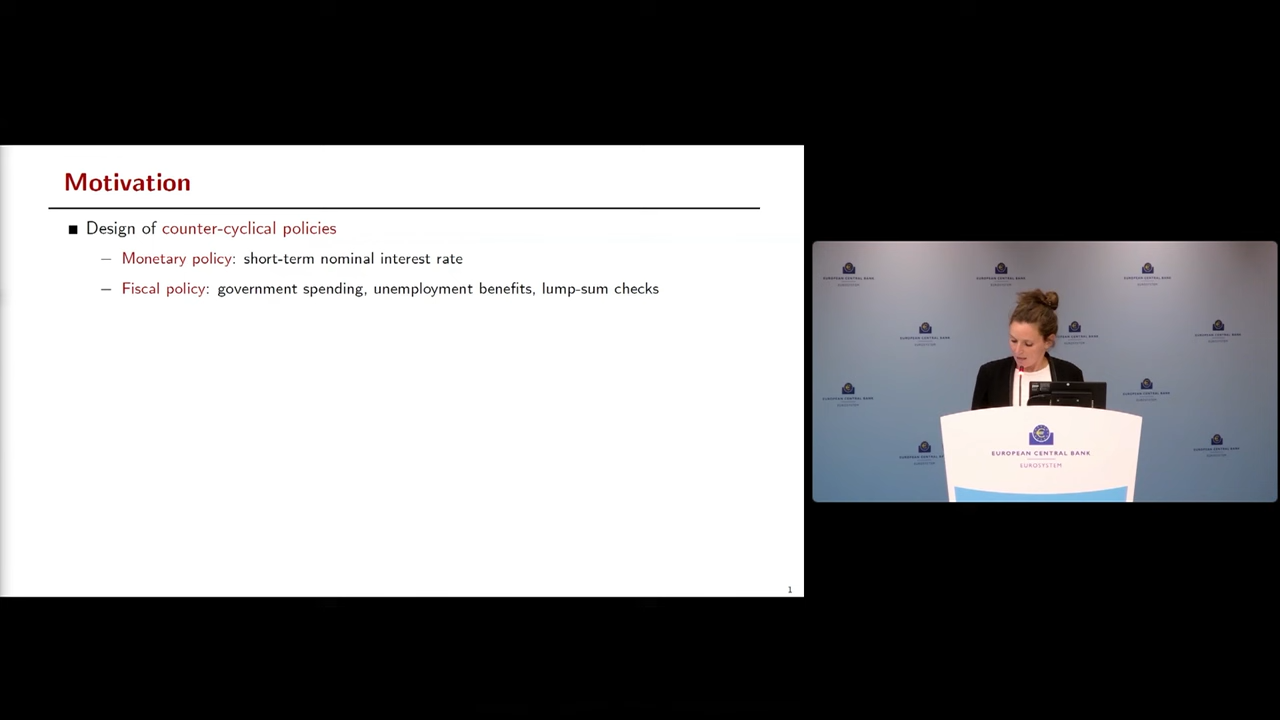 Motivation
■ Design of counter-cyclical policies
– Monetary policy: short-term nominal interest rate
– Fiscal policy: government spending, unemployment benefits, lump-sum checks
1
EUROPEAN CENTRAL BANK
EUROSYSTEM